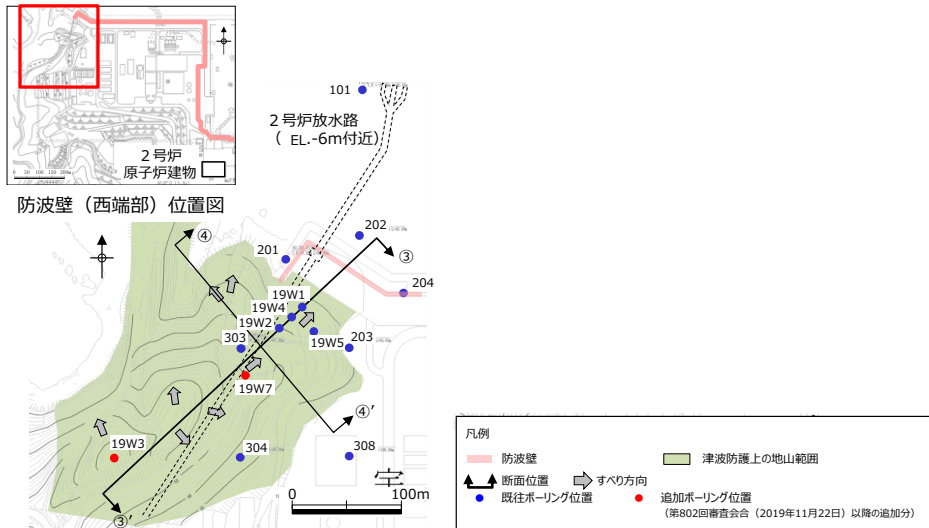 0 50 100 150 200m
2号炉
原子炉建物
防波壁（西端部）位置図
101
2号炉放水路
（ EL.-6m付近）
④
202
201
③
204
19W1
19W4
19W2
303
19W5
203
19W7
④’
19W3
304
308
③’
0
100m
凡例
防波壁
津波防護上の地山範囲
断面位置
すべり方向
既往ボーリング位置
追加ボーリング位置
（第802回審査会合（2019年11月22日）以降の追加分）